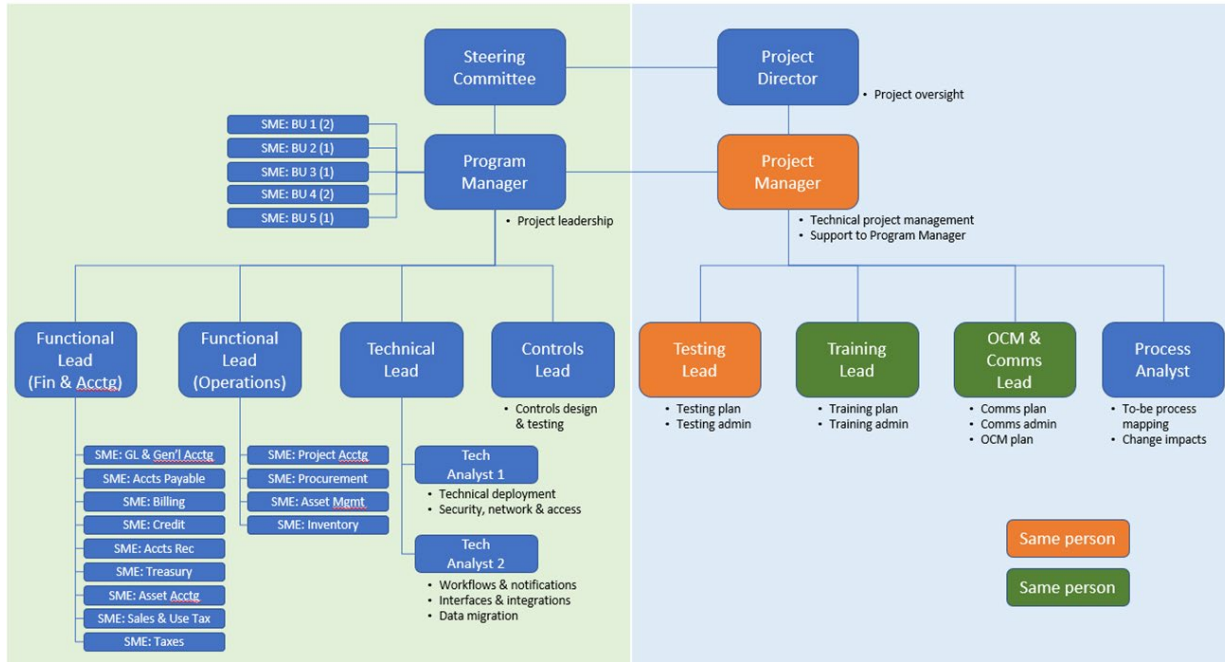 Steering
Committee
Project
Director
• Project oversight
SME: BU 1 (2)
SME: BU 2 (1)
SME: BU 3 (1)
SME: BU 4 (2)
SME: BU 5 (1)
Program
Manager
• Project leadership
Project
Manager
• Technical project management
• Support to Program Manager
Functional
Lead
(Fin & Acctg)
Functional
Lead
(Operations)
Technical
Lead
Controls
Lead
• Controls design
& testing
Testing
Lead
• Testing plan
• Testing admin
Training
Lead
• Training plan
• Training admin
OCM &
Comms
Lead
• Comms plan
• Comms admin
• OCM plan
Process
Analyst
• To-be process
mapping
• Change impacts
SME: GL & Gen'l Acctg
SME: Accts Payable
SME: Billing
SME: Credit
SME: Accts Rec
SME: Treasury
SME: Asset Acctg
SME: Sales & Use Tax
SME: Taxes
SME: Project Acctg
SME: Procurement
SME: Asset Mgmt
SME: Inventory
Tech
Analyst 1
• Technical deployment
• Security, network & access
Tech
Analyst 2
• Workflows & notifications
• Interfaces & integrations
• Data migration
Same person
Same person